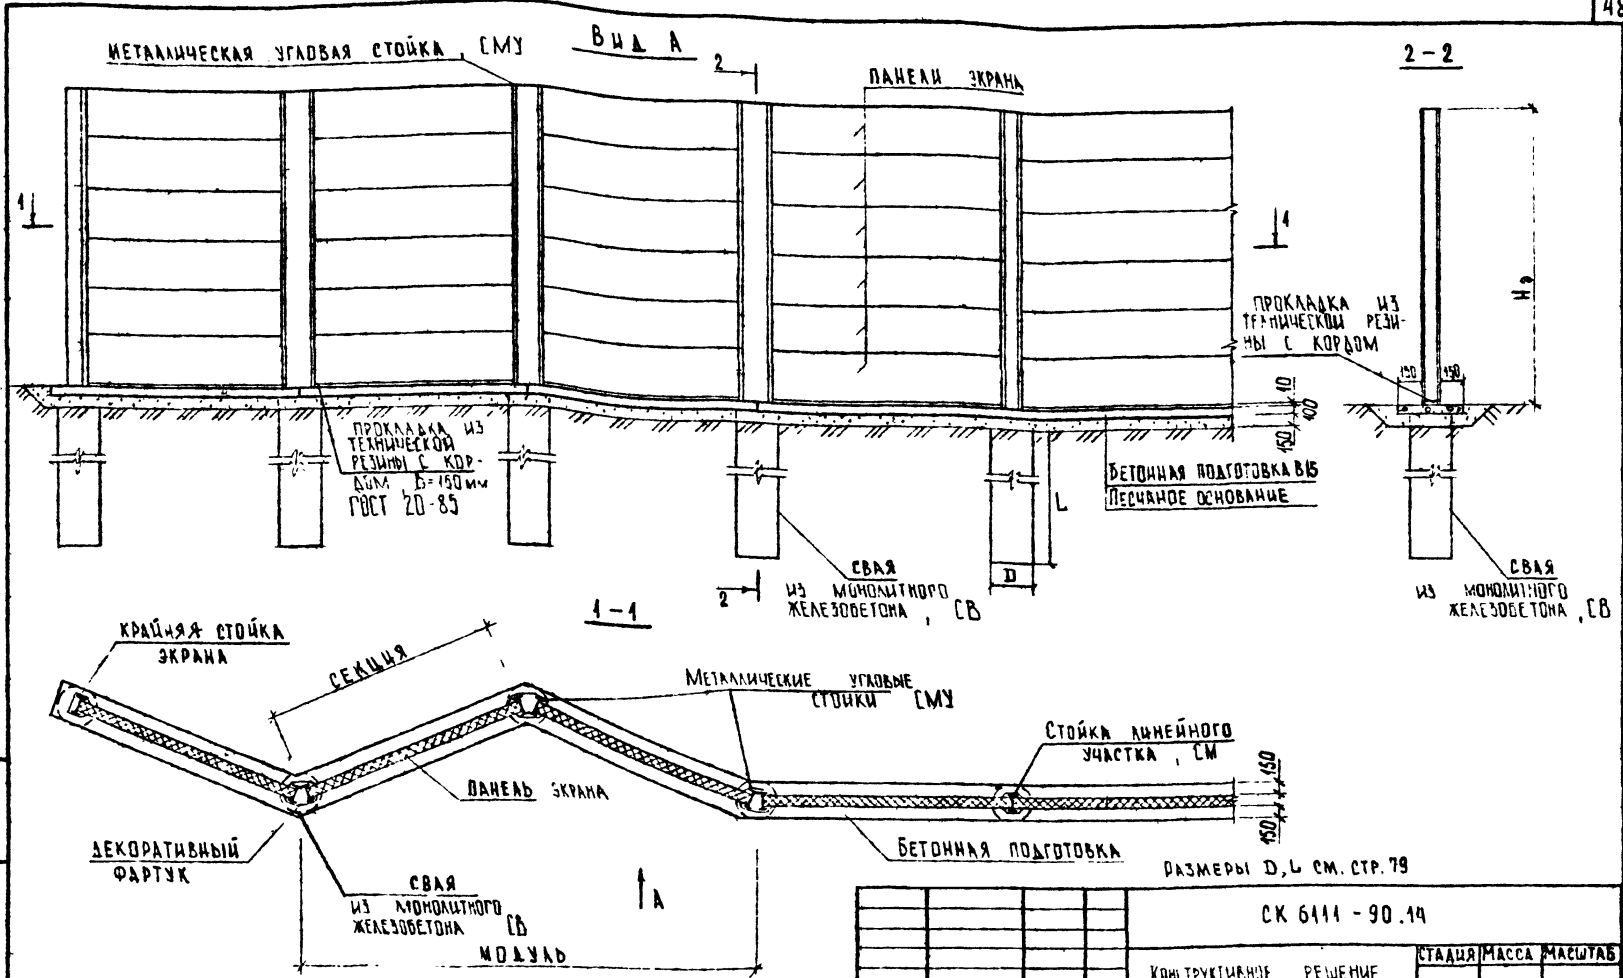 МЕТАЛЛИЧЕСКАЯ УГЛОВАЯ СТОЙКА, СМУ
ВИД А
2
ПАНЕЛИ ЭКРАНА
2-2
1
1
НЭ
ПРОКЛАДКА ИЗ
ТЕХНИЧЕСКОЙ РЕЗИ-
НЫ С КОРДОМ
150
150
10
100
150
ПРОКЛАДКА ИЗ
ТЕХНИЧЕСКОЙ
РЕЗИНЫ С КОР-
ДОМ Б=150мм
ГОСТ 20-85
БЕТОННАЯ ПОДГОТОВКА В15
ПЕСЧАНОЕ ОСНОВАНИЕ
L
D
СВАЯ
ИЗ МОНОЛИТНОГО
ЖЕЛЕЗОБЕТОНА, СВ
СВАЯ
ИЗ МОНОЛИТНОГО
ЖЕЛЕЗОБЕТОНА, СВ
2
1-1
КРАЙНЯЯ СТОЙКА
ЭКРАНА
СЕКЦИЯ
МЕТАЛЛИЧЕСКИЕ УГЛОВЫЕ
СТОЙКИ СМУ
СТОЙКА ЛИНЕЙНОГО
УЧАСТКА, СМ
150
150
ПАНЕЛЬ ЭКРАНА
ДЕКОРАТИВНЫЙ
ФАРТУК
БЕТОННАЯ ПОДГОТОВКА
СВАЯ
ИЗ МОНОЛИТНОГО
ЖЕЛЕЗОБЕТОНА СВ
А
МОДУЛЬ
РАЗМЕРЫ D, L СМ. СТР. 79
СК 6111-90.14
СТАДИЯ МАССА МАСШТАБ
КОНСТРУКТИВНОЕ РЕШЕНИЕ